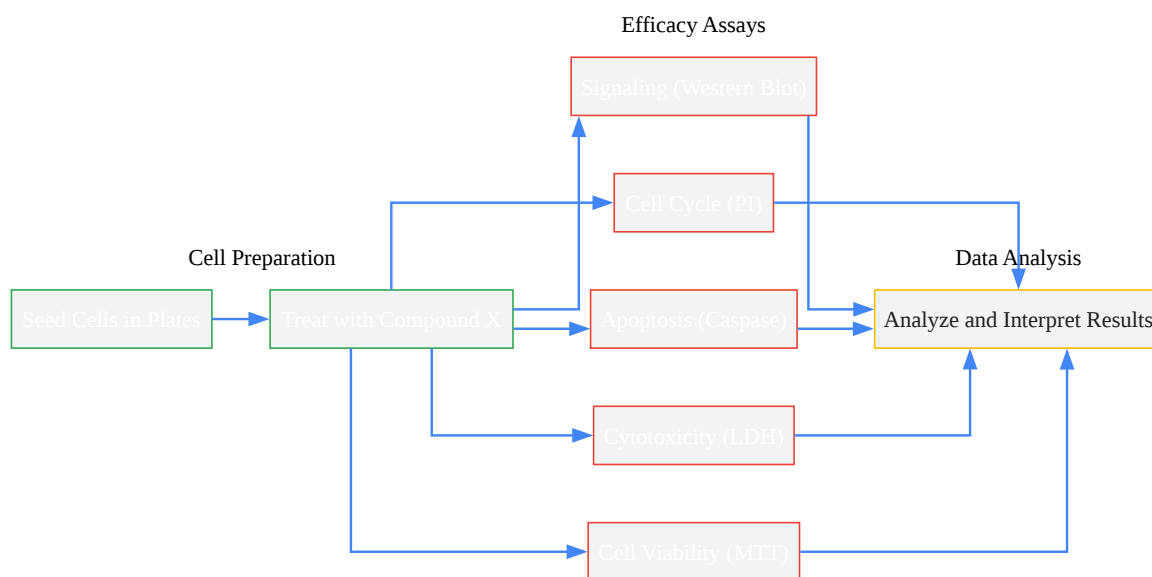 Efficacy Assays
Signaling (Western Blot)
Cell Cycle (PI)
Cell Preparation
Data Analysis
Seed Cells in Plates
Treat with Compound X
Apoptosis (Caspase)
Analyze and Interpret Results
Cytotoxicity (LDH)
Cell Viability (MTT)